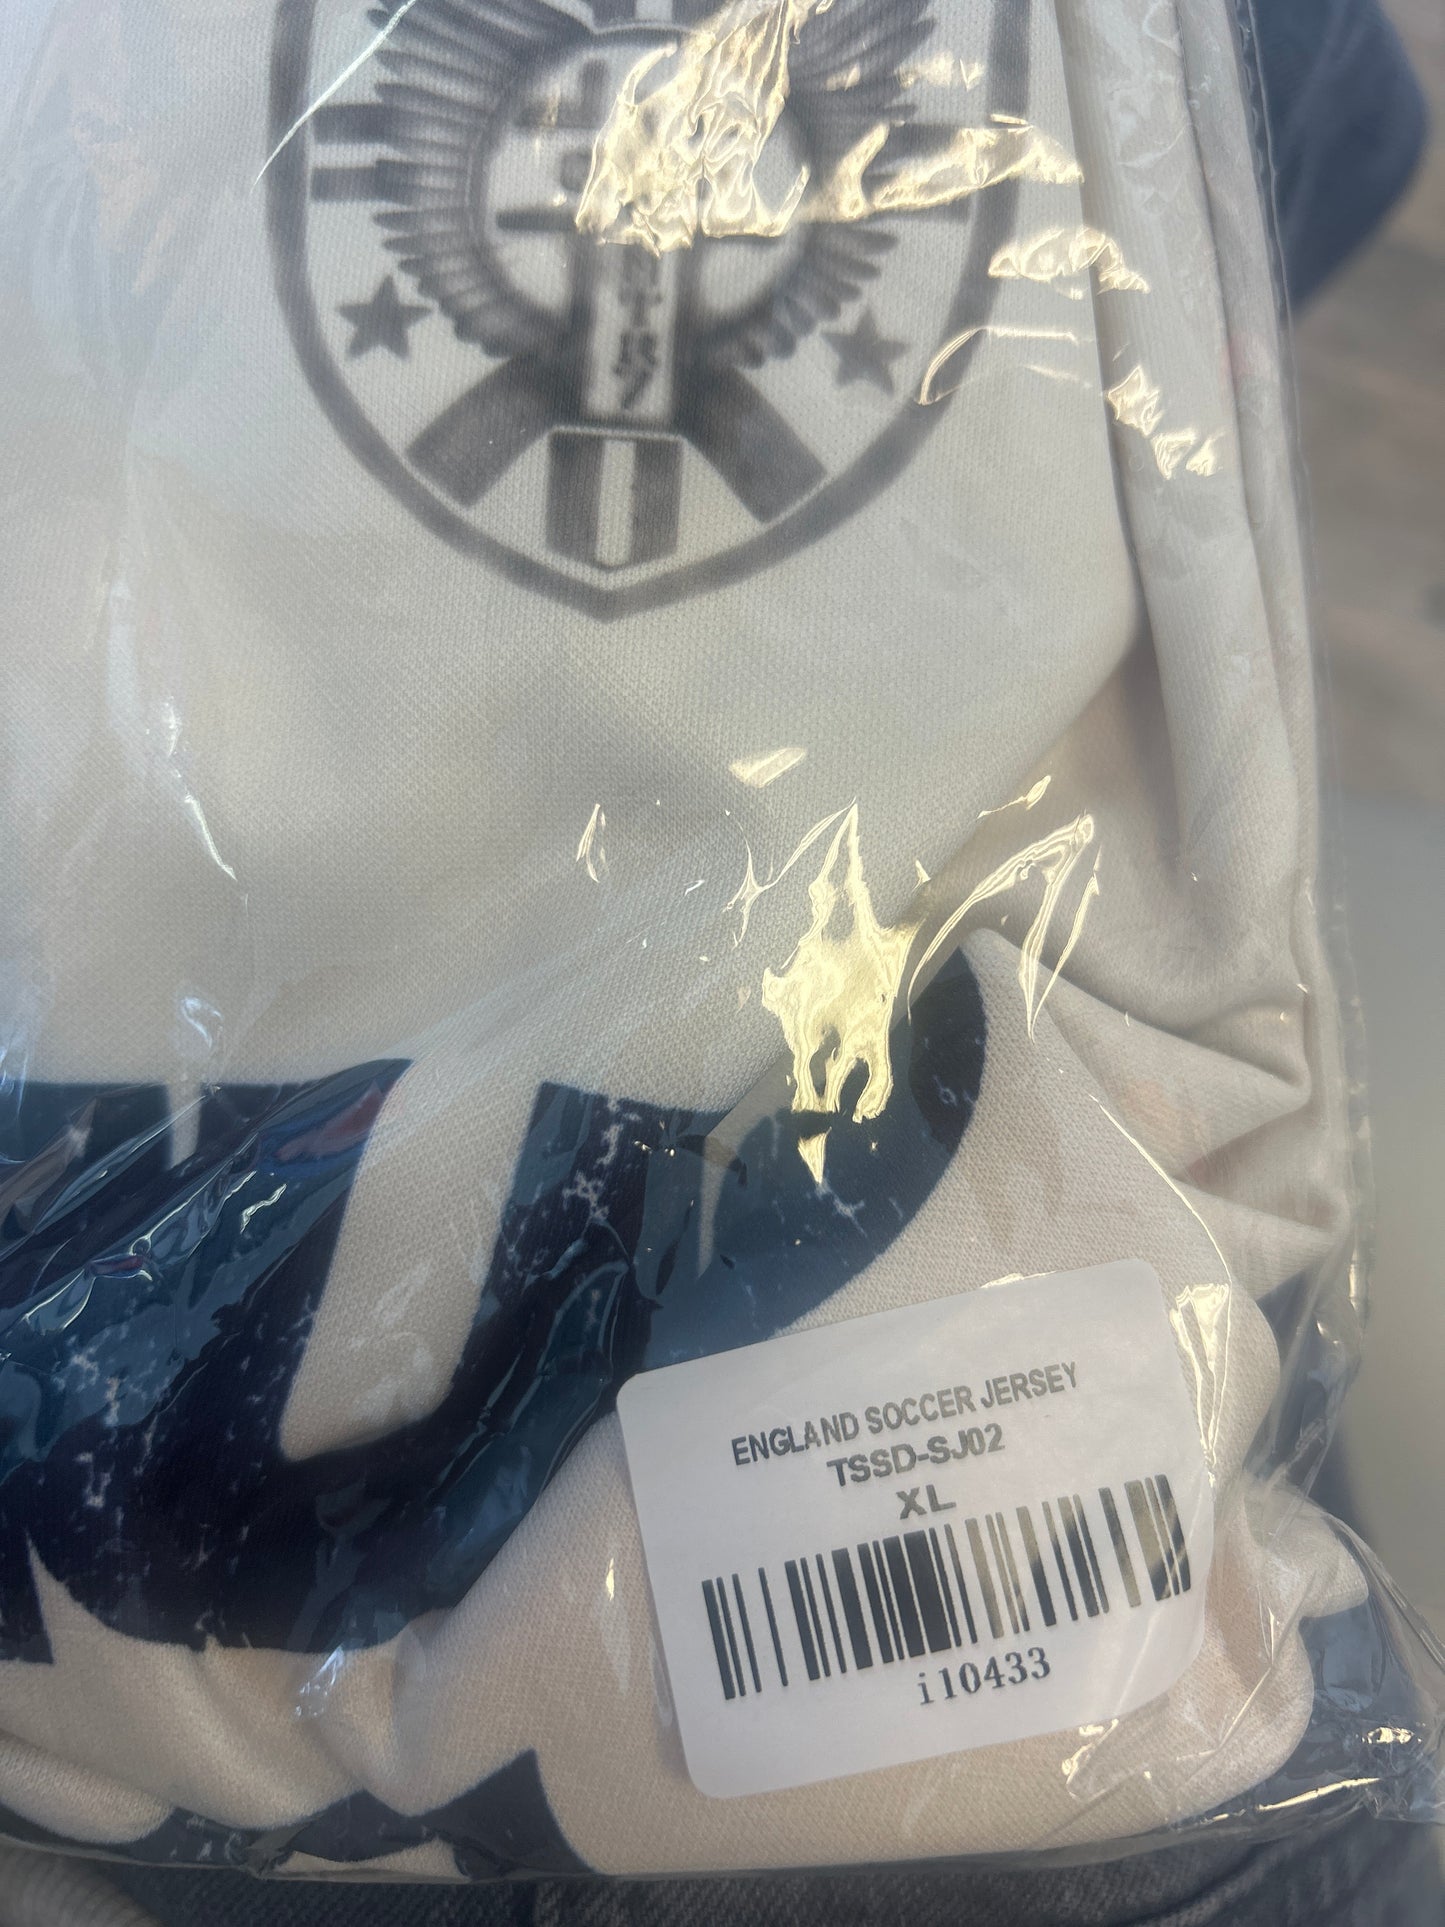 ENGLAND SOCCER JERSEY
TSSD-SJ02
XL
i10433